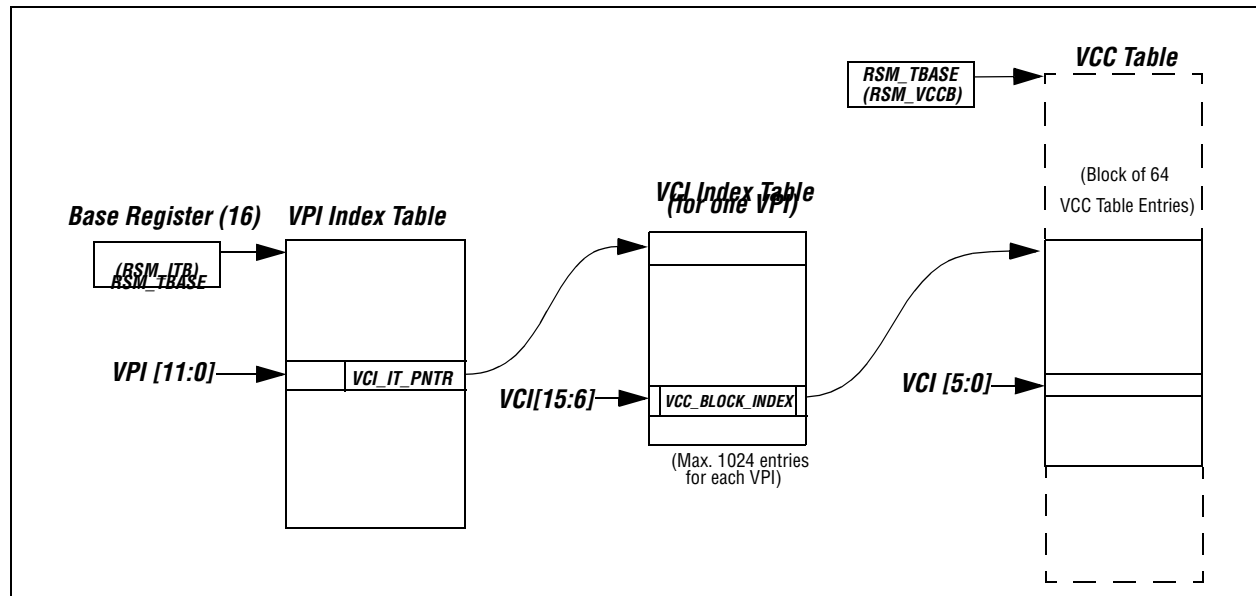 VCC Table
RSM_TBASE
(RSM_VCCB)
(Block of 64
VCC Table Entries)
VCI Index Table
(for one VPI)
Base Register (16)
VPI Index Table
(RSM_ITB)
RSM_TBASE
VPI [11:0]
VCI_IT_PNTR
VCI[15:6]
VCC_BLOCK_INDEX
VCI [5:0]
(Max. 1024 entries
for each VPI)